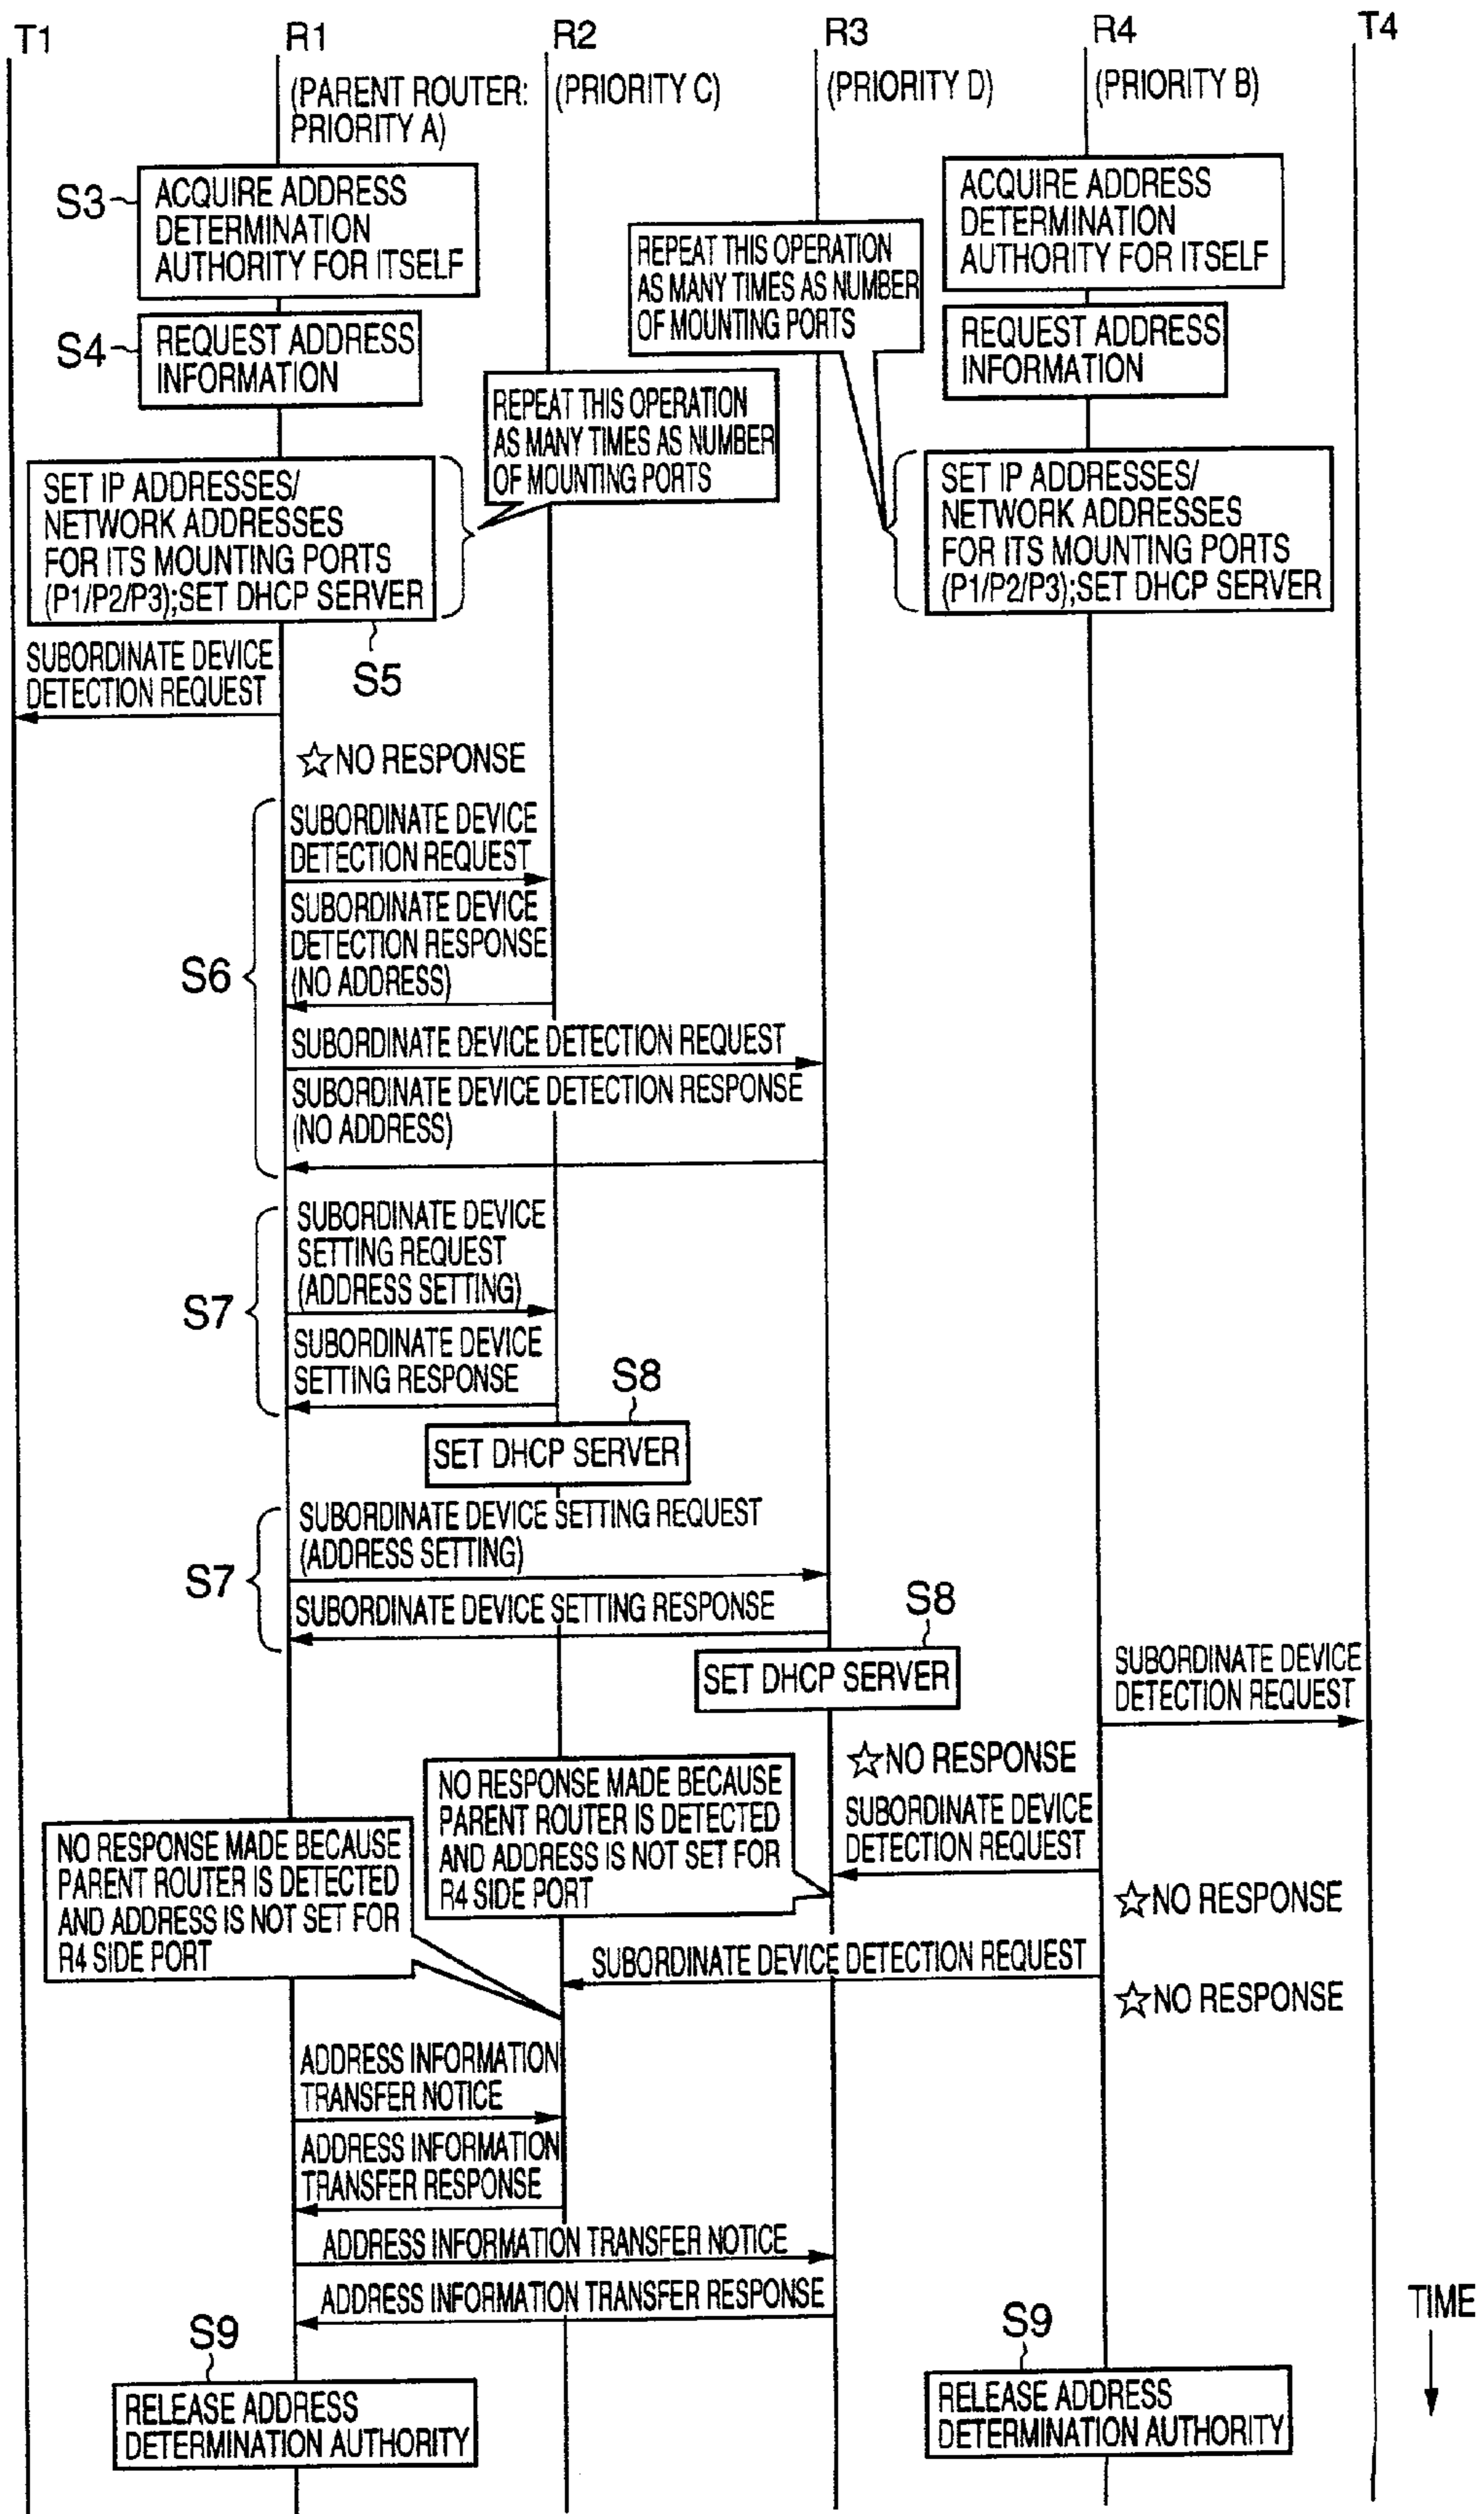 T1
R1
R2
R3
R4
T4
(PARENT ROUTER:
PRIORITY A)
(PRIORITY C)
(PRIORITY D)
(PRIORITY B)
S3
ACQUIRE ADDRESS
DETERMINATION
AUTHORITY FOR ITSELF
ACQUIRE ADDRESS
DETERMINATION
AUTHORITY FOR ITSELF
REPEAT THIS OPERATION
AS MANY TIMES AS NUMBER
OF MOUNTING PORTS
S4
REQUEST ADDRESS
INFORMATION
REQUEST ADDRESS
INFORMATION
REPEAT THIS OPERATION
AS MANY TIMES AS NUMBER
OF MOUNTING PORTS
SET IP ADDRESSES/
NETWORK ADDRESSES
FOR ITS MOUNTING PORTS
(P1/P2/P3);SET DHCP SERVER
SET IP ADDRESSES/
NETWORK ADDRESSES
FOR ITS MOUNTING PORTS
(P1/P2/P3);SET DHCP SERVER
S5
SUBORDINATE DEVICE
DETECTION REQUEST
☆NO RESPONSE
S6
SUBORDINATE DEVICE
DETECTION REQUEST
SUBORDINATE DEVICE
DETECTION RESPONSE
(NO ADDRESS)
SUBORDINATE DEVICE DETECTION REQUEST
SUBORDINATE DEVICE DETECTION RESPONSE
(NO ADDRESS)
S7
SUBORDINATE DEVICE
SETTING REQUEST
(ADDRESS SETTING)
SUBORDINATE DEVICE
SETTING RESPONSE
S8
SET DHCP SERVER
S7
SUBORDINATE DEVICE SETTING REQUEST
(ADDRESS SETTING)
SUBORDINATE DEVICE SETTING RESPONSE
S8
SET DHCP SERVER
SUBORDINATE DEVICE
DETECTION REQUEST
☆NO RESPONSE
SUBORDINATE DEVICE
DETECTION REQUEST
NO RESPONSE MADE BECAUSE
PARENT ROUTER IS DETECTED
AND ADDRESS IS NOT SET FOR
R4 SIDE PORT
☆NO RESPONSE
NO RESPONSE MADE BECAUSE
PARENT ROUTER IS DETECTED
AND ADDRESS IS NOT SET FOR
R4 SIDE PORT
SUBORDINATE DEVICE DETECTION REQUEST
☆NO RESPONSE
ADDRESS INFORMATION
TRANSFER NOTICE
ADDRESS INFORMATION
TRANSFER RESPONSE
ADDRESS INFORMATION TRANSFER NOTICE
ADDRESS INFORMATION TRANSFER RESPONSE
TIME
S9
RELEASE ADDRESS
DETERMINATION AUTHORITY
S9
RELEASE ADDRESS
DETERMINATION AUTHORITY